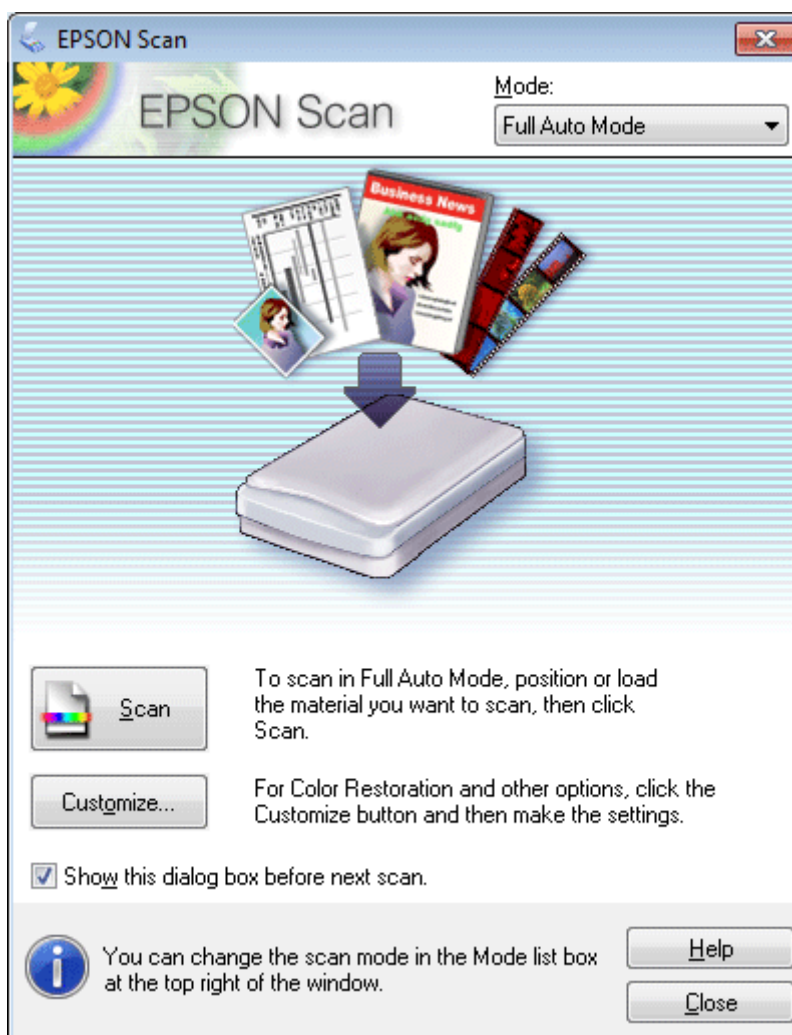 EPSON Scan
EPSON Scan
Mode:
Full Auto Mode
Business News
Scan
To scan in Full Auto Mode, position or load
the material you want to scan, then click
Scan.
Customize...
For Color Restoration and other options, click the
Customize button and then make the settings.
Show this dialog box before next scan.
You can change the scan mode in the Mode list box
at the top right of the window.
Help
Close